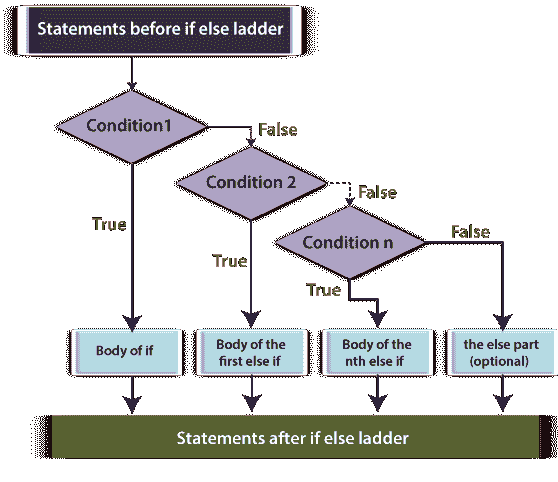 Statements before if else ladder
Condition1
False
Condition 2
False
True
Condition n
False
True
True
Body of if
Body of the
first else if
Body of the
nth else if
the else part
(optional)
Statements after if else ladder